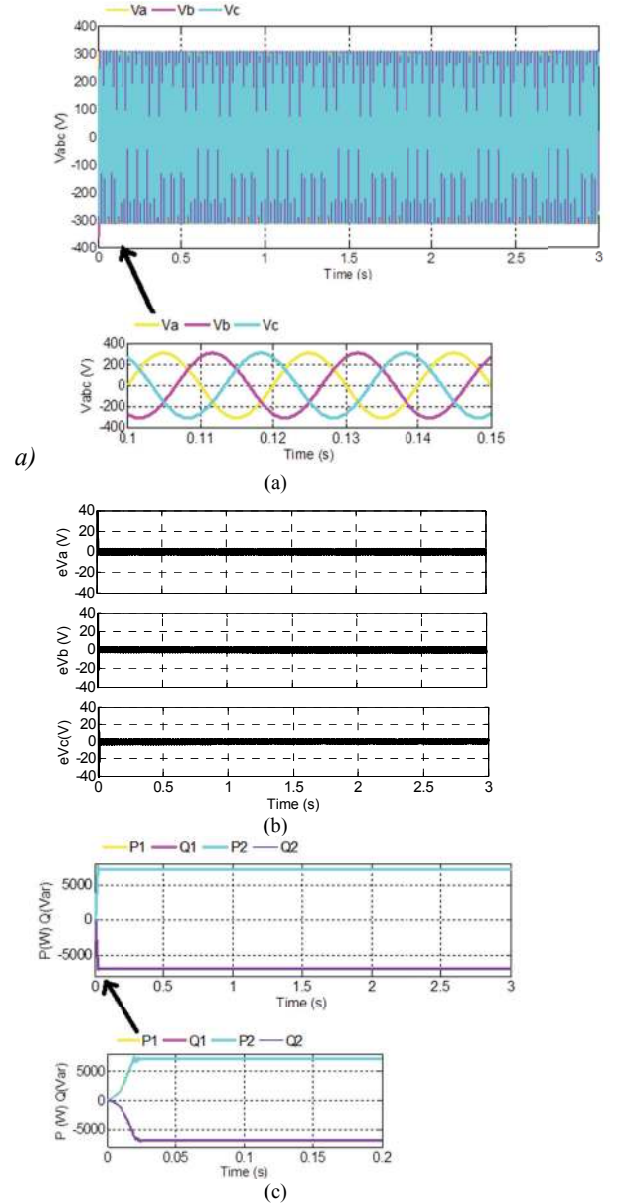 Va Vb Vc
400
300
200
100
0
-100
-200
-300
-400
Vabc (V)
0 0.5 1 1.5 2 2.5 3
Time (s)
Va Vb Vc
400
200
0
-200
-400
Vabc (V)
0.1 0.11 0.12 0.13 0.14 0.15
Time (s)
a)
(a)
40
20
0
-20
-40
eVa (V)
40
20
0
-20
-40
eVb (V)
40
20
0
-20
-40
eVc(V)
0 0.5 1 1.5 2 2.5 3
Time (s)
(b)
P1 Q1 P2 Q2
5000
0
-5000
P(W) Q(Var)
0 0.5 1 1.5 2 2.5 3
Time (s)
P1 Q1 P2 Q2
5000
0
-5000
P (W) Q(Var)
0 0.05 0.1 0.15 0.2
Time (s)
(c)